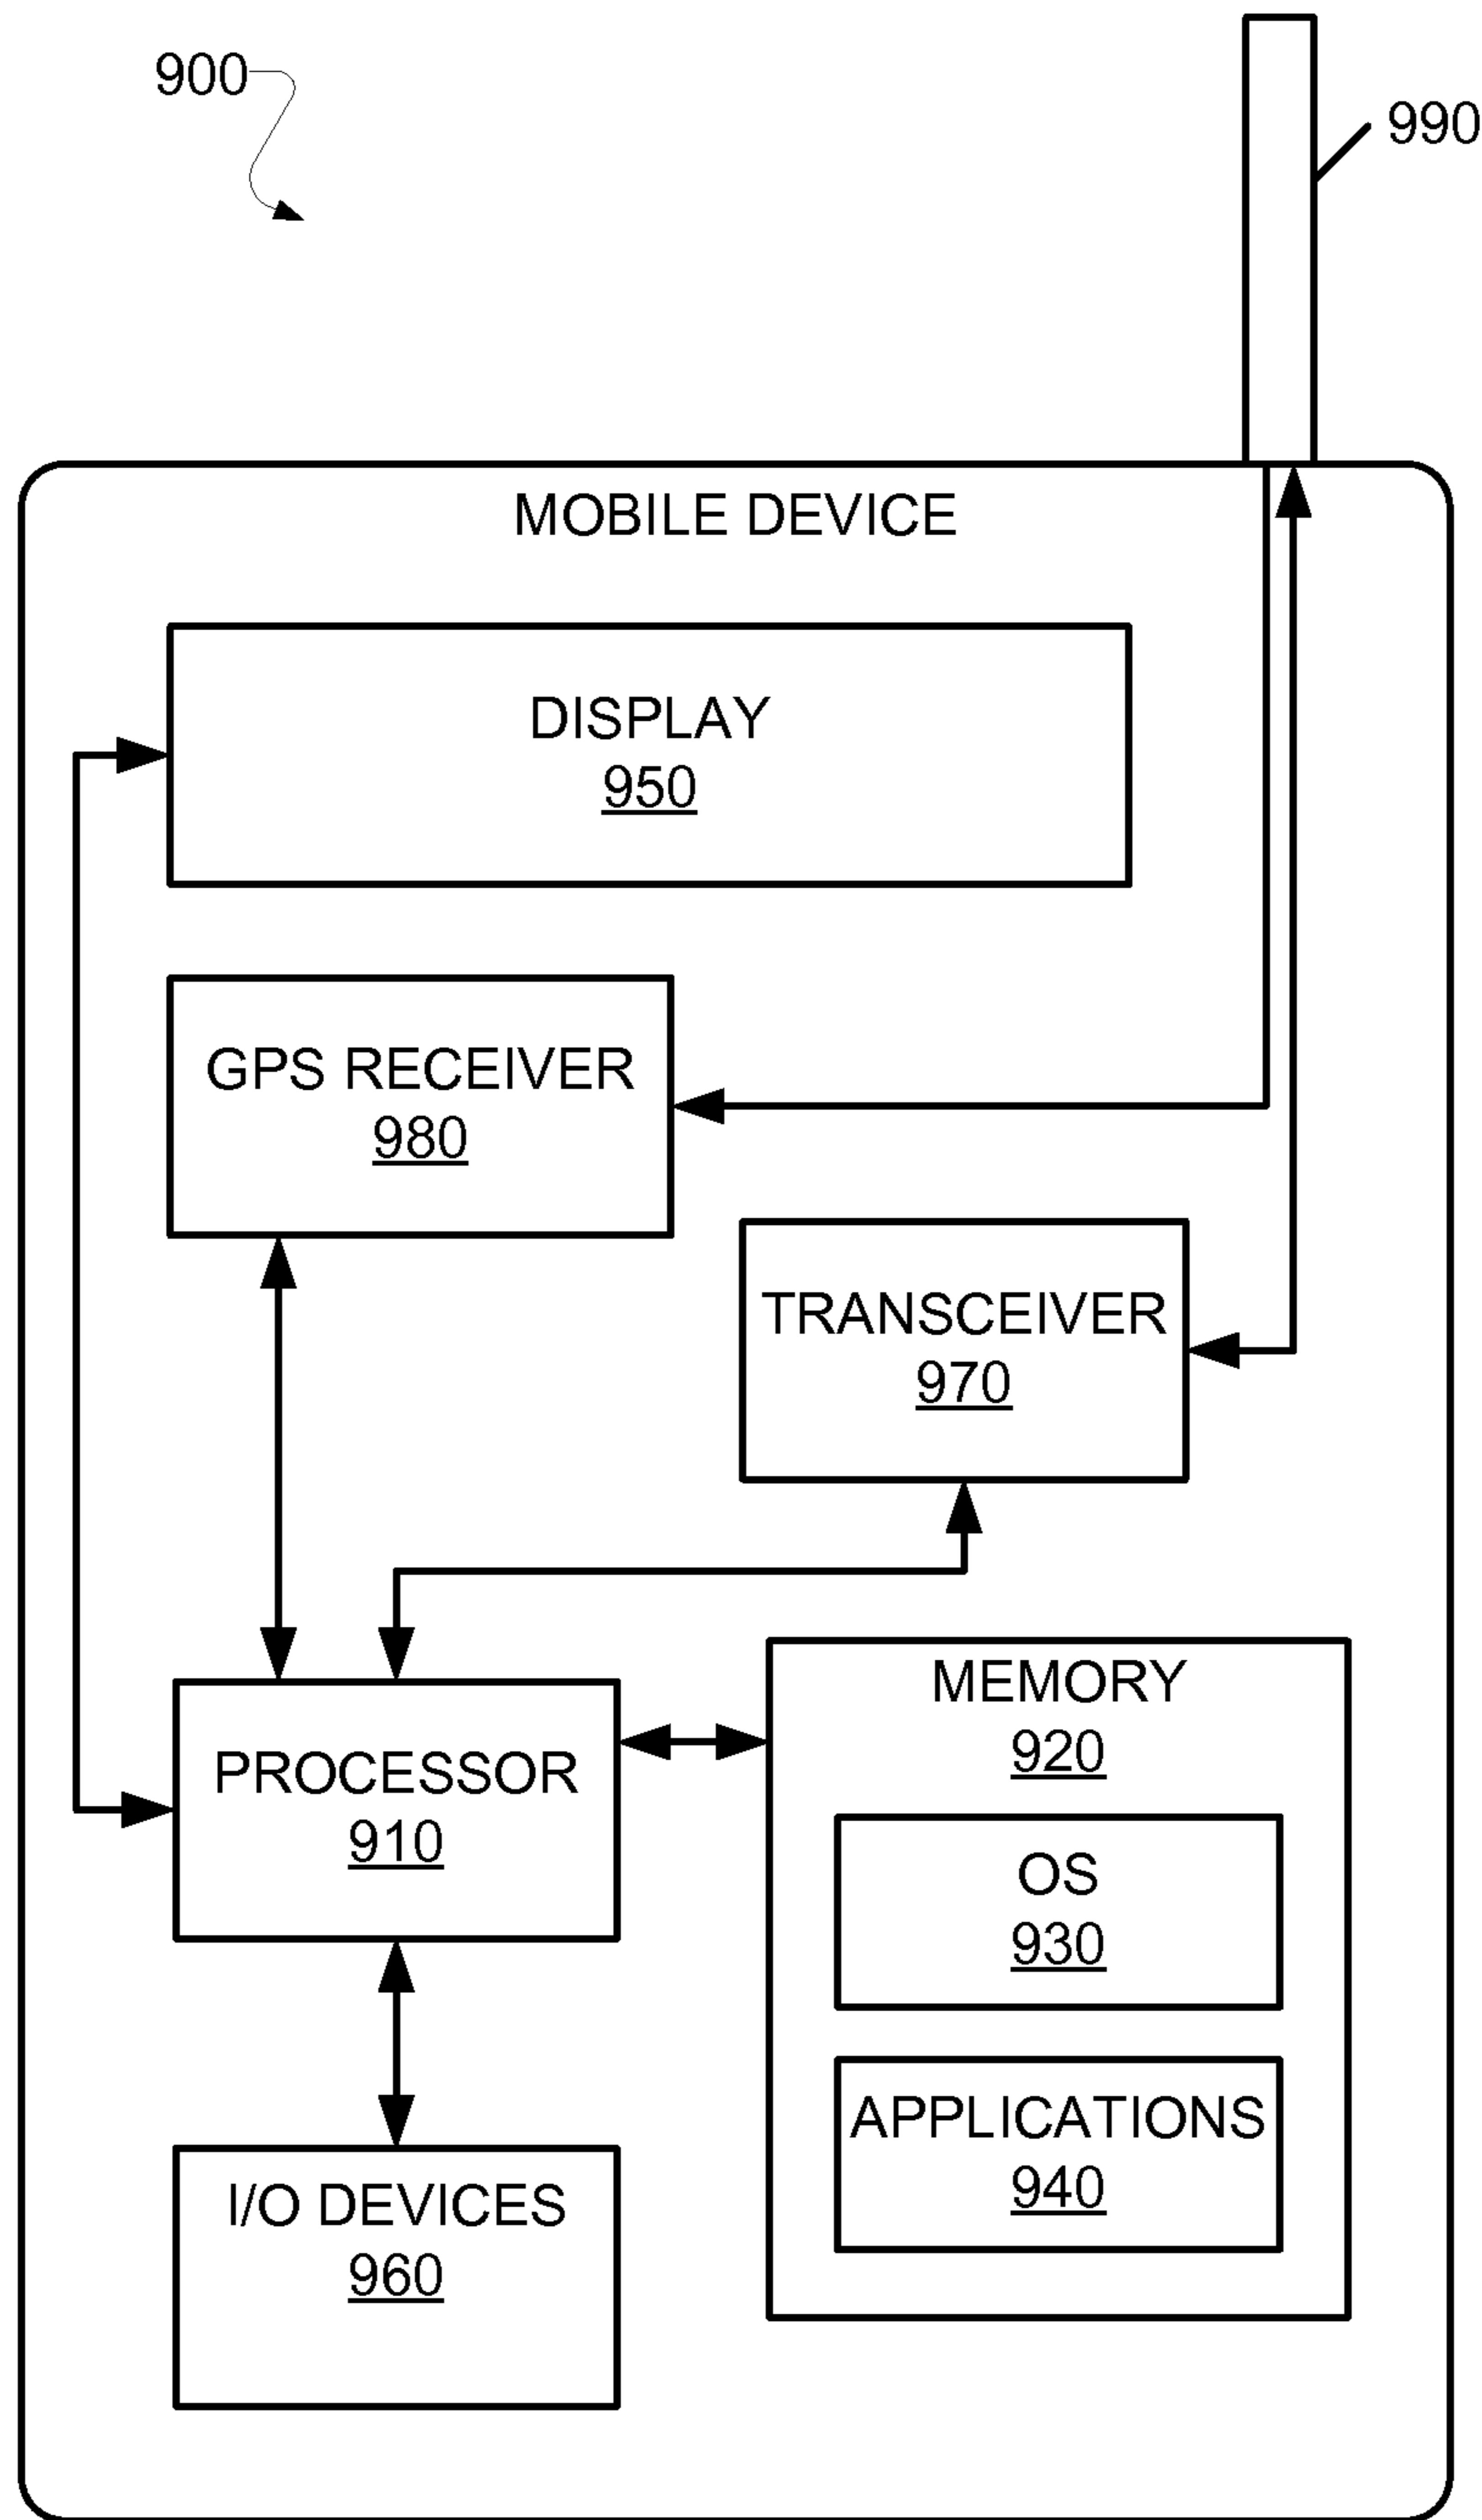 900
990
MOBILE DEVICE
DISPLAY
950
GPS RECEIVER
980
TRANSCEIVER
970
MEMORY
920
PROCESSOR
910
OS
930
APPLICATIONS
940
I/O DEVICES
960